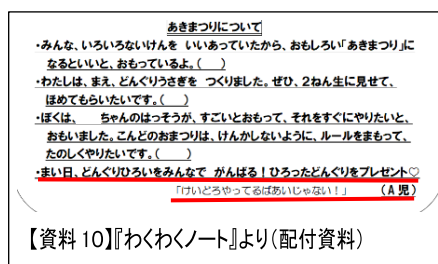 あきまつりについて
・みんな、いろいろないけんを いいあっていたから、おもしろい「あきまつり」に
なるといいと、おもっているよ。(　　)
・わたしは、まえ、どんぐりうさぎを つくりました。ぜひ、2ねん生に見せて、
ほめてもらいたいです。(　　)
・ぼくは、　　ちゃんのはっそうが、すごいとおもって、それをすぐにやりたいと、
おもいました。こんどのおまつりは、けんかしないように、ルールをまもって、
たのしくやりたいです。(　　)
・まい日、どんぐりひろいをみんなで がんばる！ひろったどんぐりをプレゼント♡
「けいどろやってるばあいじゃない！」　(A 児)
【資料 10】『わくわくノート』より(配付資料)